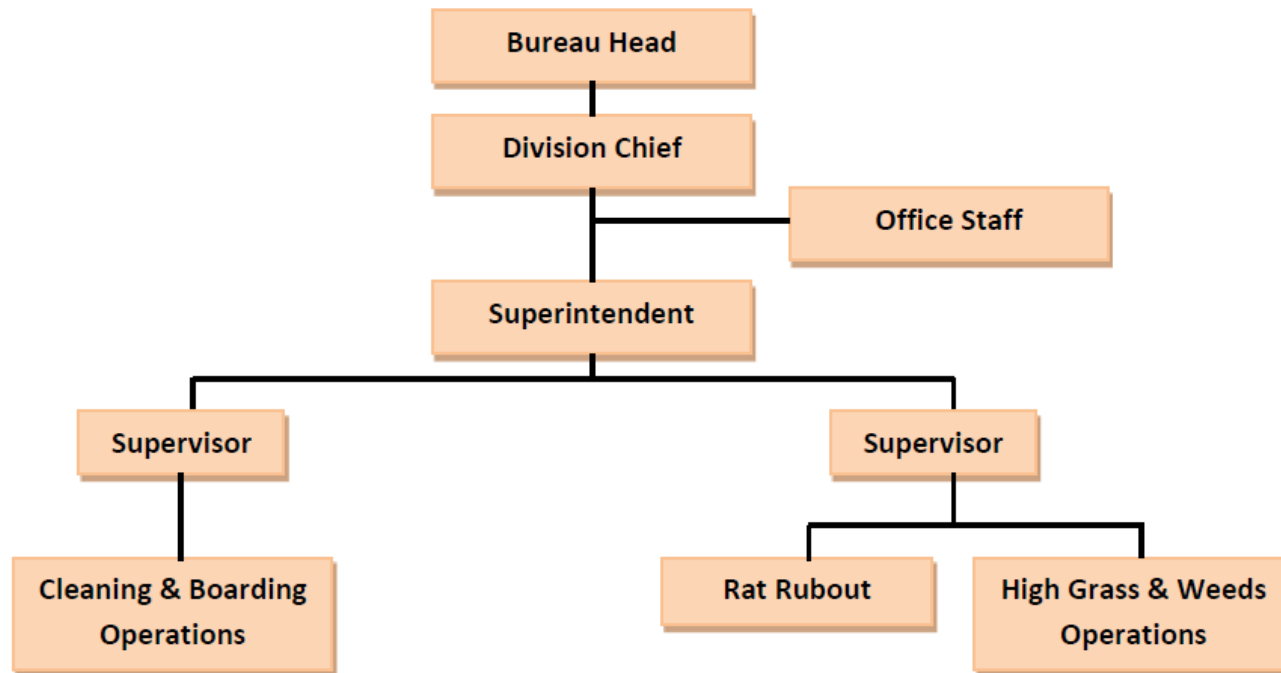 Bureau Head
Division Chief
Office Staff
Superintendent
Supervisor
Supervisor
Cleaning & Boarding
Operations
Rat Rubout
High Grass & Weeds
Operations